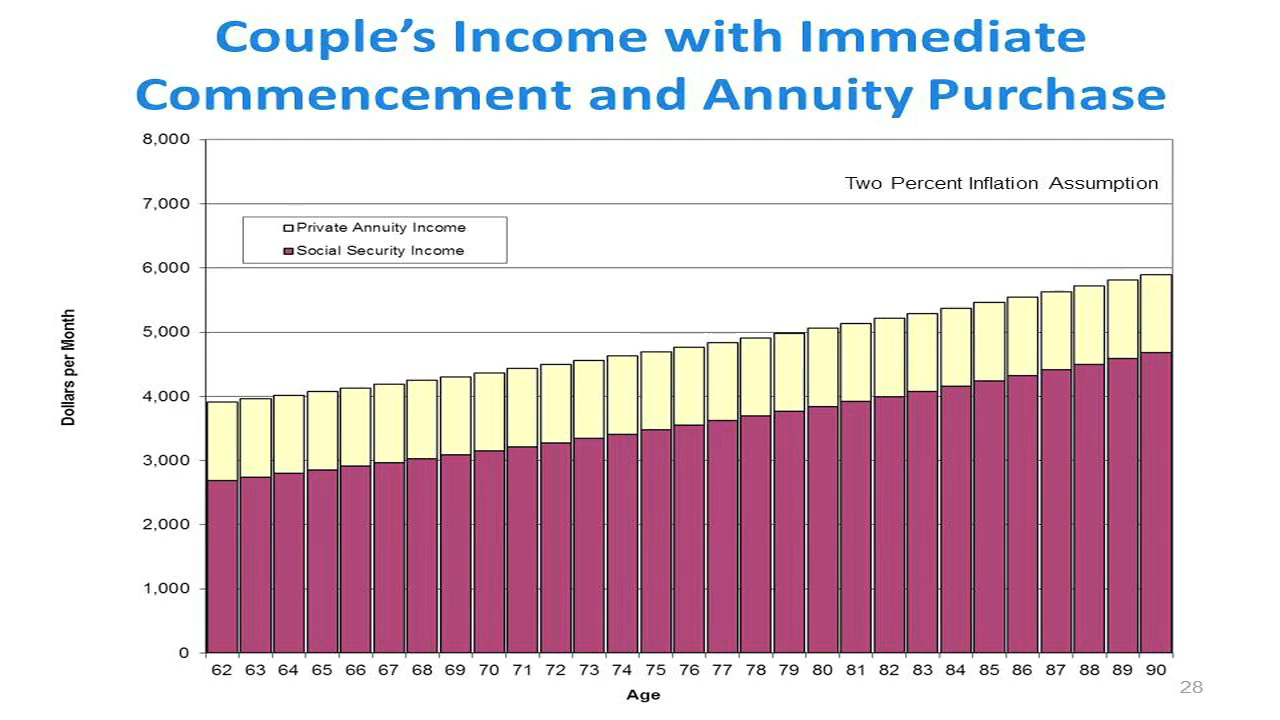 Couple’s Income with Immediate
Commencement and Annuity Purchase
8,000
7,000
6,000
5,000
4,000
3,000
2,000
1,000
0
Two Percent Inflation Assumption
Private Annuity Income
Social Security Income
Dollars per Month
62 63 64 65 66 67 68 69 70 71 72 73 74 75 76 77 78 79 80 81 82 83 84 85 86 87 88 89 90
Age
28